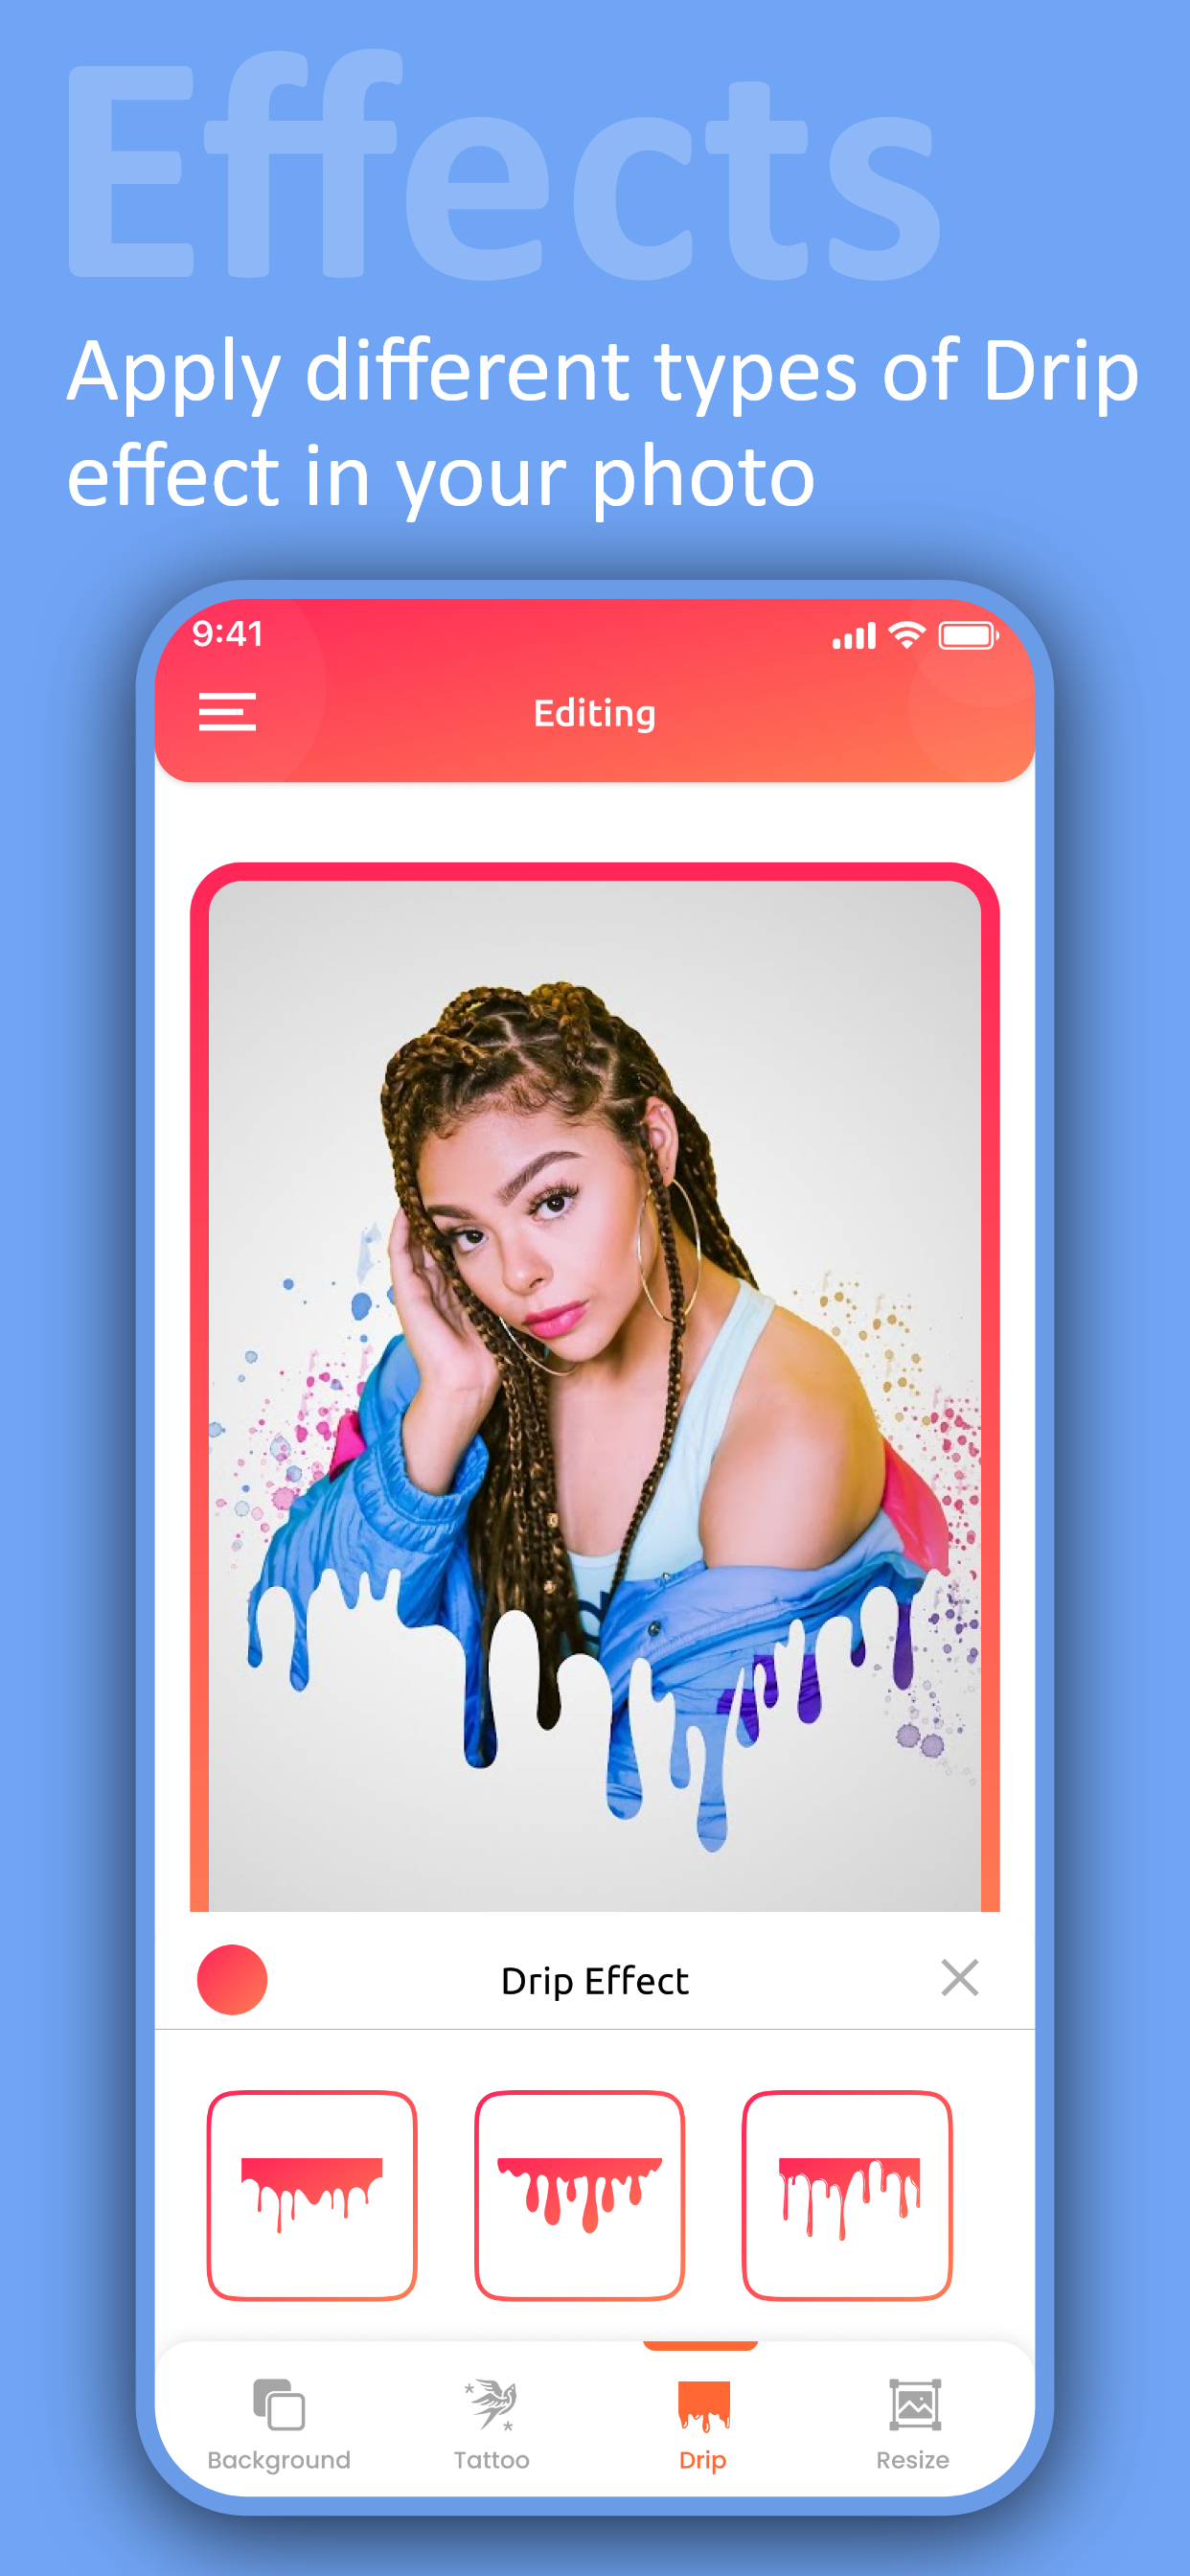 Effects
Apply different types of Drip
effect in your photo
9:41
Editing
Drip Effect
Background
Tattoo
Drip
Resize